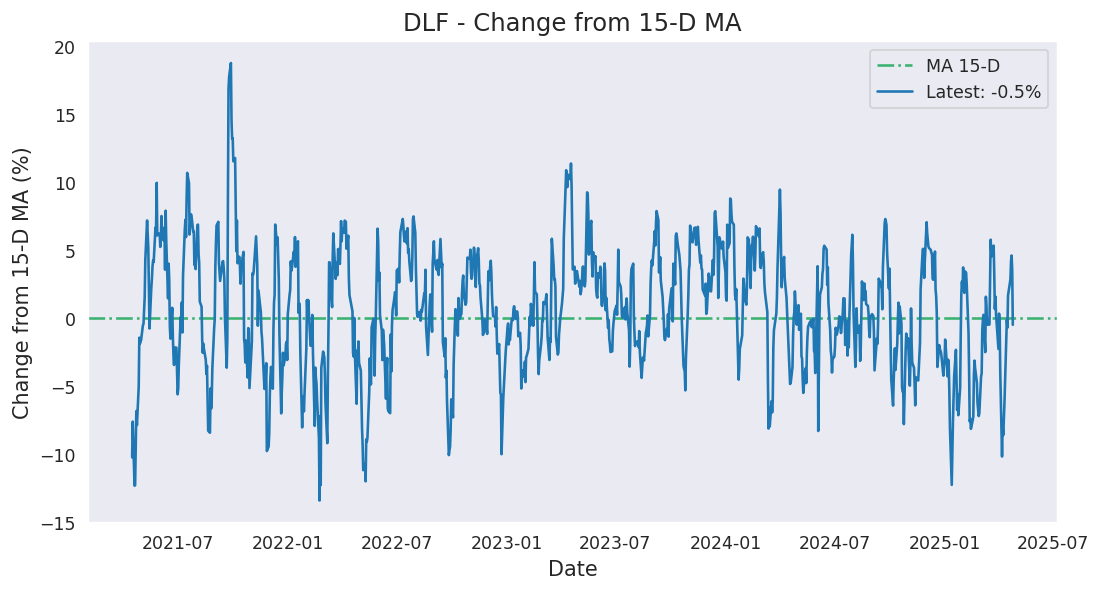 DLF - Change from 15-D MA
20
15
10
5
0
−5
−10
−15
Change from 15-D MA (%)
MA 15-D
Latest: -0.5%
2021-07 2022-01 2022-07 2023-01 2023-07 2024-01 2024-07 2025-01 2025-07
Date